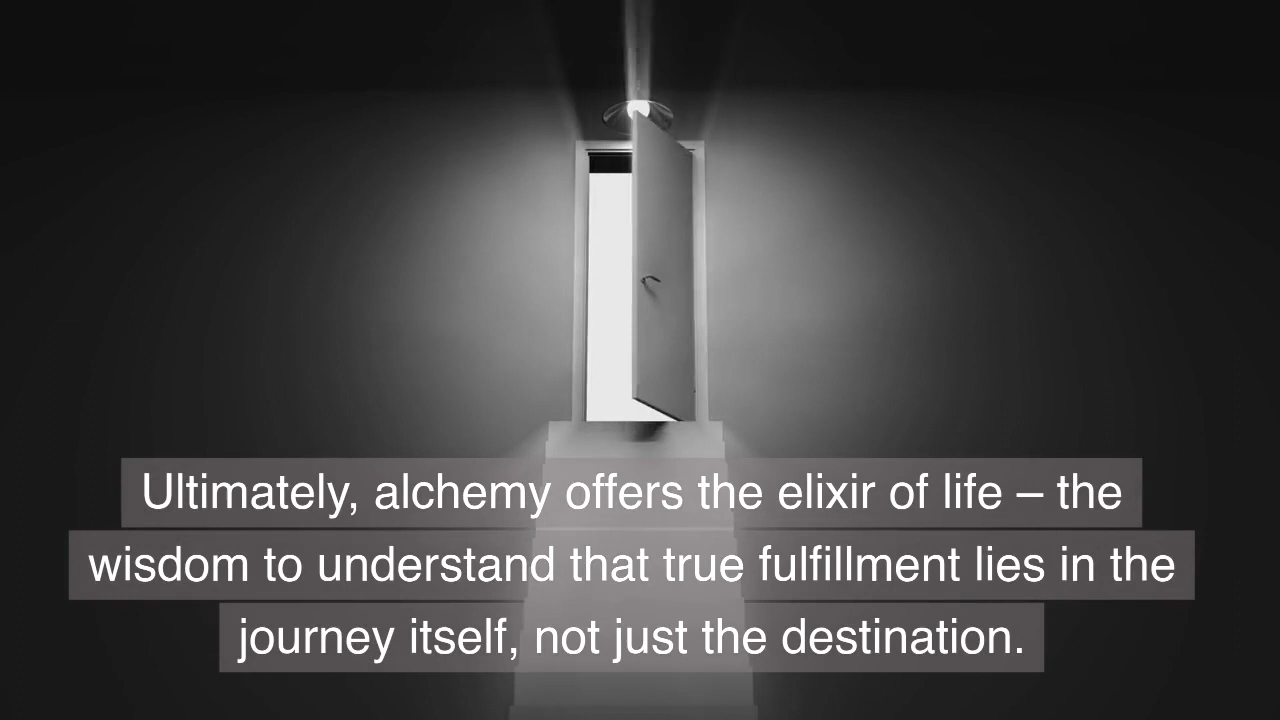 Ultimately, alchemy offers the elixir of life – the
wisdom to understand that true fulfillment lies in the
journey itself, not just the destination.